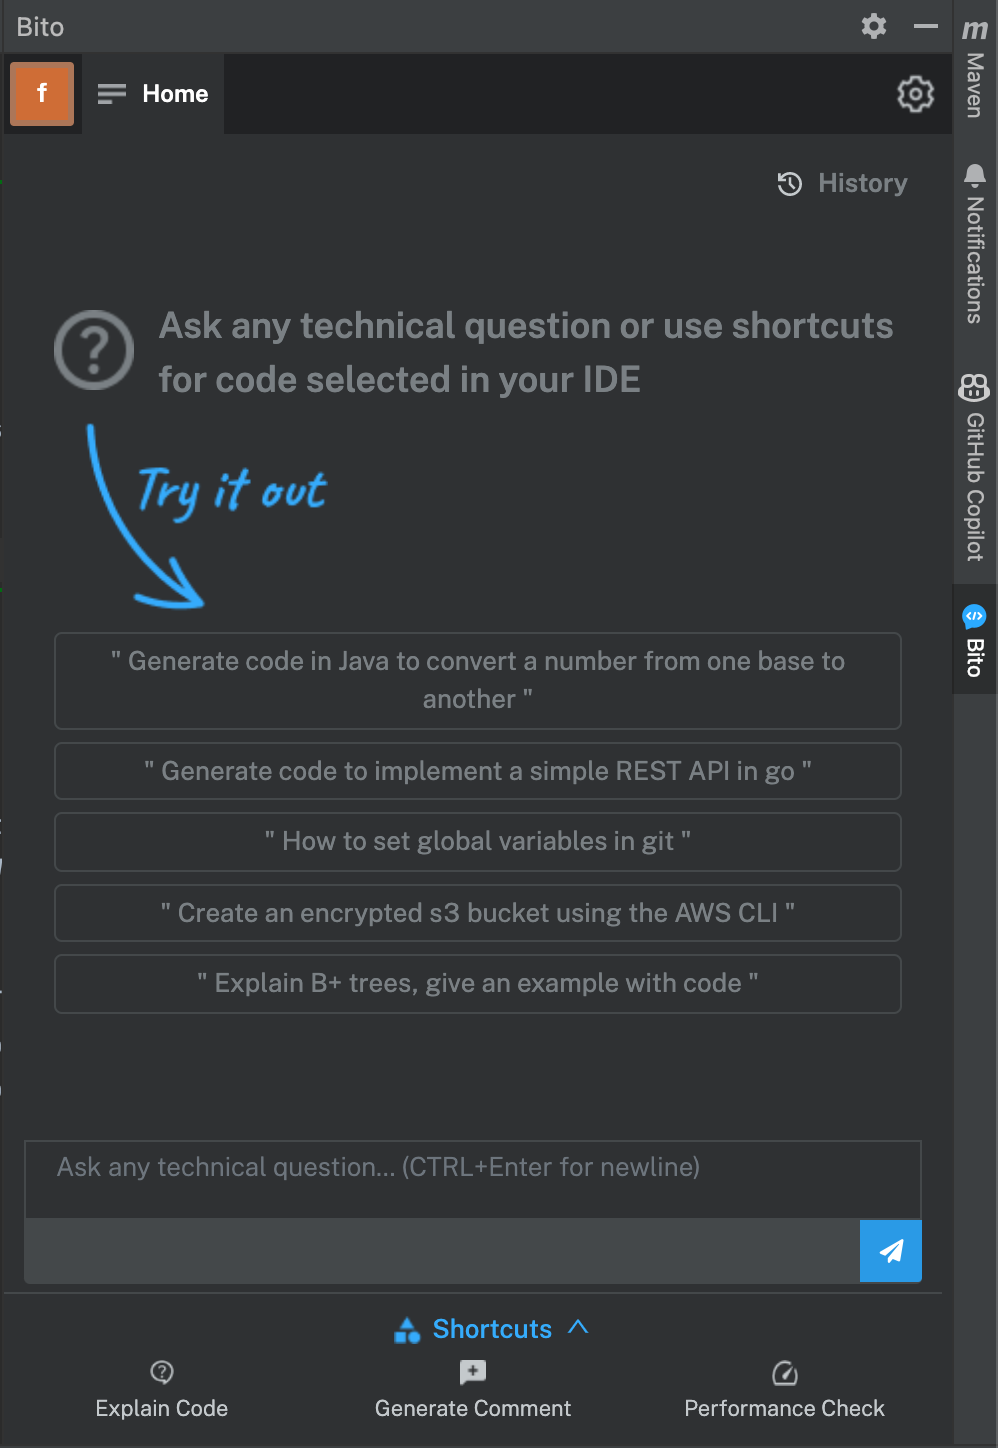 Bito
f
Home
History
Ask any technical question or use shortcuts
for code selected in your IDE
Try it out
" Generate code in Java to convert a number from one base to
another "
" Generate code to implement a simple REST API in go "
" How to set global variables in git "
" Create an encrypted s3 bucket using the AWS CLI "
" Explain B+ trees, give an example with code "
Ask any technical question... (CTRL+Enter for newline)
Shortcuts
Explain Code
Generate Comment
Performance Check
m
Maven
Notifications
GitHub Copilot
Bito